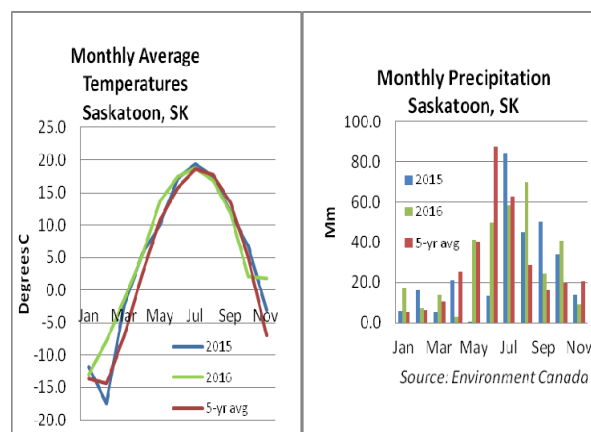 Monthly Average
Temperatures
Saskatoon, SK
25.0
20.0
15.0
10.0
5.0
0.0
-5.0
-10.0
-15.0
-20.0
Degrees C
Jan Mar May Jul Sep Nov
2015
2016
5-yr avg
Monthly Precipitation
Saskatoon, SK
100.0
80.0
60.0
40.0
20.0
0.0
Mm
2015
2016
5-yr avg
Jan Mar May Jul Sep Nov
Source: Environment Canada